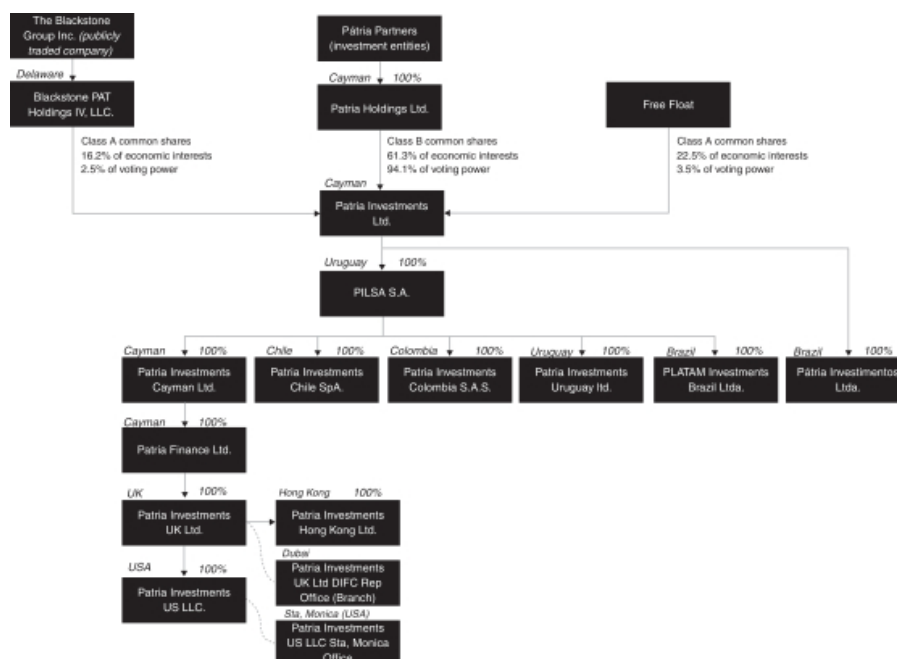 The Blackstone
Group Inc. (publicly
traded company)
Pátria Partners
(investment entities)
Delaware
Cayman 100%
Blackstone PAT
Holdings IV, LLC.
Patria Holdings Ltd.
Free Float
Class A common shares
16.2% of economic interests
2.5% of voting power
Class B common shares
61.3% of economic interests
94.1% of voting power
Class A common shares
22.5% of economic interests
3.5% of voting power
Cayman
Patria Investments
Ltd.
Uruguay 100%
PILSA S.A.
Cayman 100%
Chile 100%
Colombia 100%
Uruguay 100%
Brazil 100%
Brazil 100%
Patria Investments
Cayman Ltd.
Patria Investments
Chile SpA.
Patria Investments
Colombia S.A.S.
Patria Investments
Uruguay ltd.
PLATAM Investments
Brazil Ltda.
Pátria Investimentos
Ltda.
Cayman 100%
Patria Finance Ltd.
UK 100%
Hong Kong 100%
Patria Investments
UK Ltd.
Patria Investments
Hong Kong Ltd.
Dubai
Patria Investments
UK Ltd DIFC Rep
Office (Branch)
USA 100%
Patria Investments
US LLC.
Sta, Monica (USA)
Patria Investments
US LLC Sta, Monica
Office